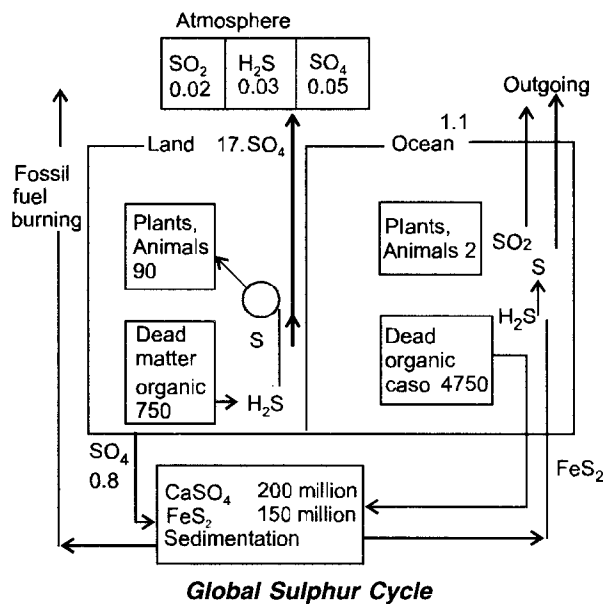 Atmosphere
SO₂ H₂S SO₄
0.02 0.03 0.05
Outgoing
1.1
Land 17.SO₄ Ocean
Fossil
fuel
burning
Plants,
Animals
90
Plants,
Animals 2
SO₂
S
H₂S
S
Dead
matter
organic
750
H₂S
Dead
organic
caso 4750
SO₄
0.8
FeS₂
CaSO₄ 200 million
FeS₂ 150 million
Sedimentation
Global Sulphur Cycle